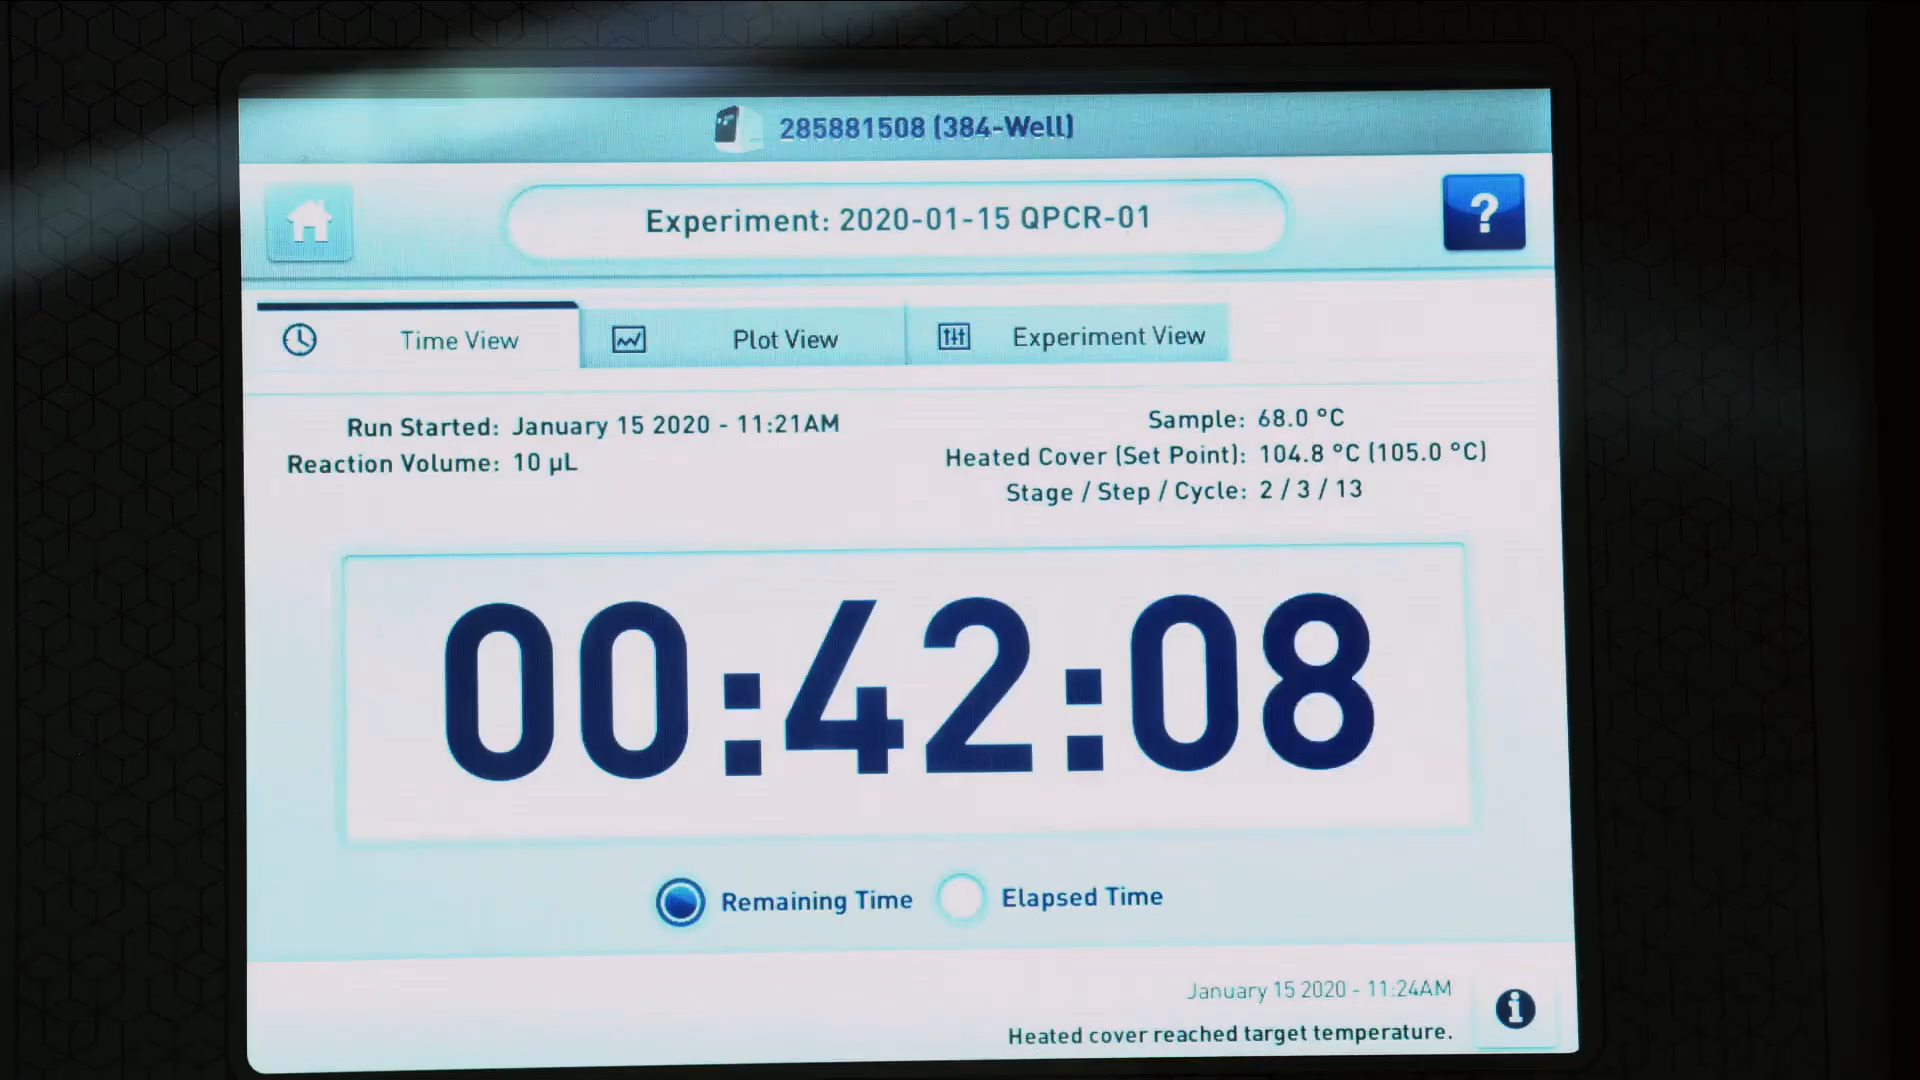 285881508 (384-Well)
Experiment: 2020-01-15 QPCR-01
?
Time View
Plot View
Experiment View
Run Started: January 15 2020 - 11:21AM
Reaction Volume: 10 µL
Sample: 68.0 °C
Heated Cover (Set Point): 104.8 °C (105.0 °C)
Stage / Step / Cycle: 2 / 3 / 13
00:42:08
Remaining Time
Elapsed Time
January 15 2020 - 11:24AM
Heated cover reached target temperature.
i